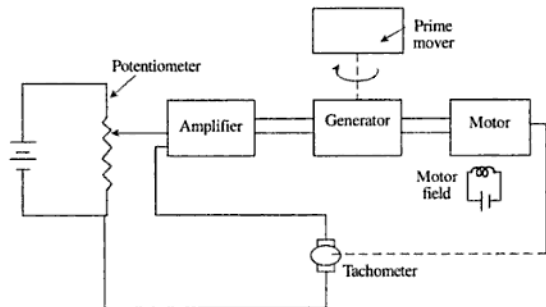 Prime
mover
Potentiometer
Amplifier
Generator
Motor
Motor
field
Tachometer